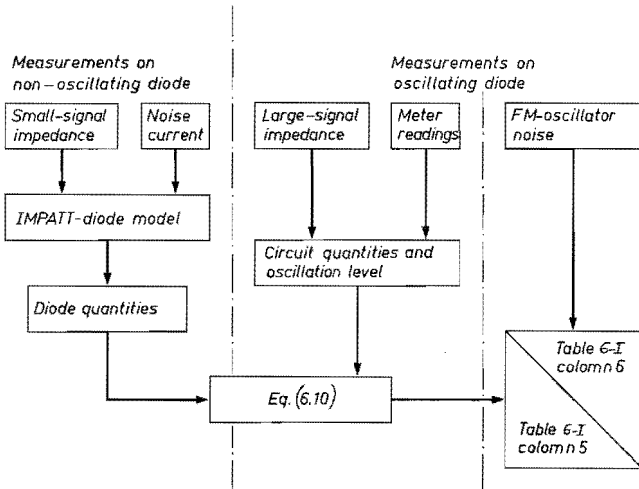 Measurements on
non-oscillating diode
Measurements on
oscillating diode
Small-signal
impedance
Noise
current
Large-signal
impedance
Meter
readings
FM-oscillator
noise
IMPATT-diode model
Circuit quantities and
oscillation level
Diode quantities
Eq. (6.10)
Table 6-I
colomn 6
Table 6-I
colomn 5